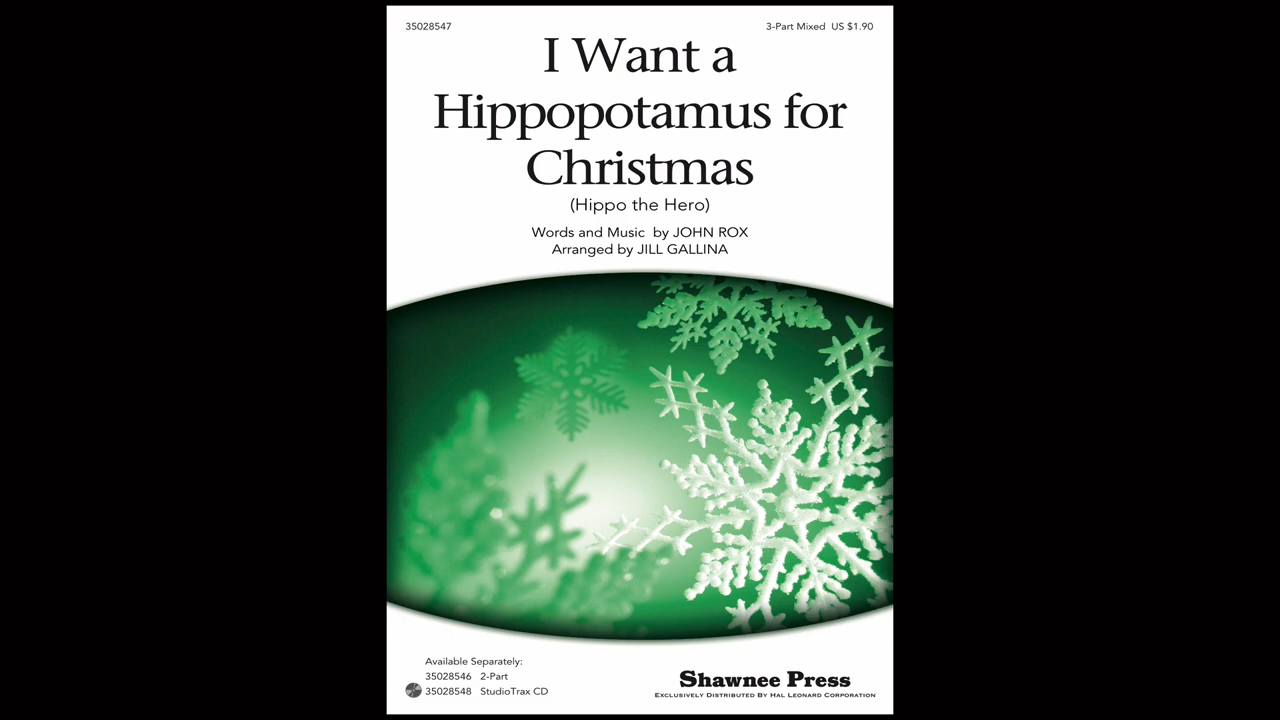 35028547
3-Part Mixed US $1.90
I Want a
Hippopotamus for
Christmas
(Hippo the Hero)
Words and Music by JOHN ROX
Arranged by JILL GALLINA
Available Separately:
35028546 2-Part
35028548 StudioTrax CD
Shawnee Press
EXCLUSIVELY DISTRIBUTED BY HAL LEONARD CORPORATION